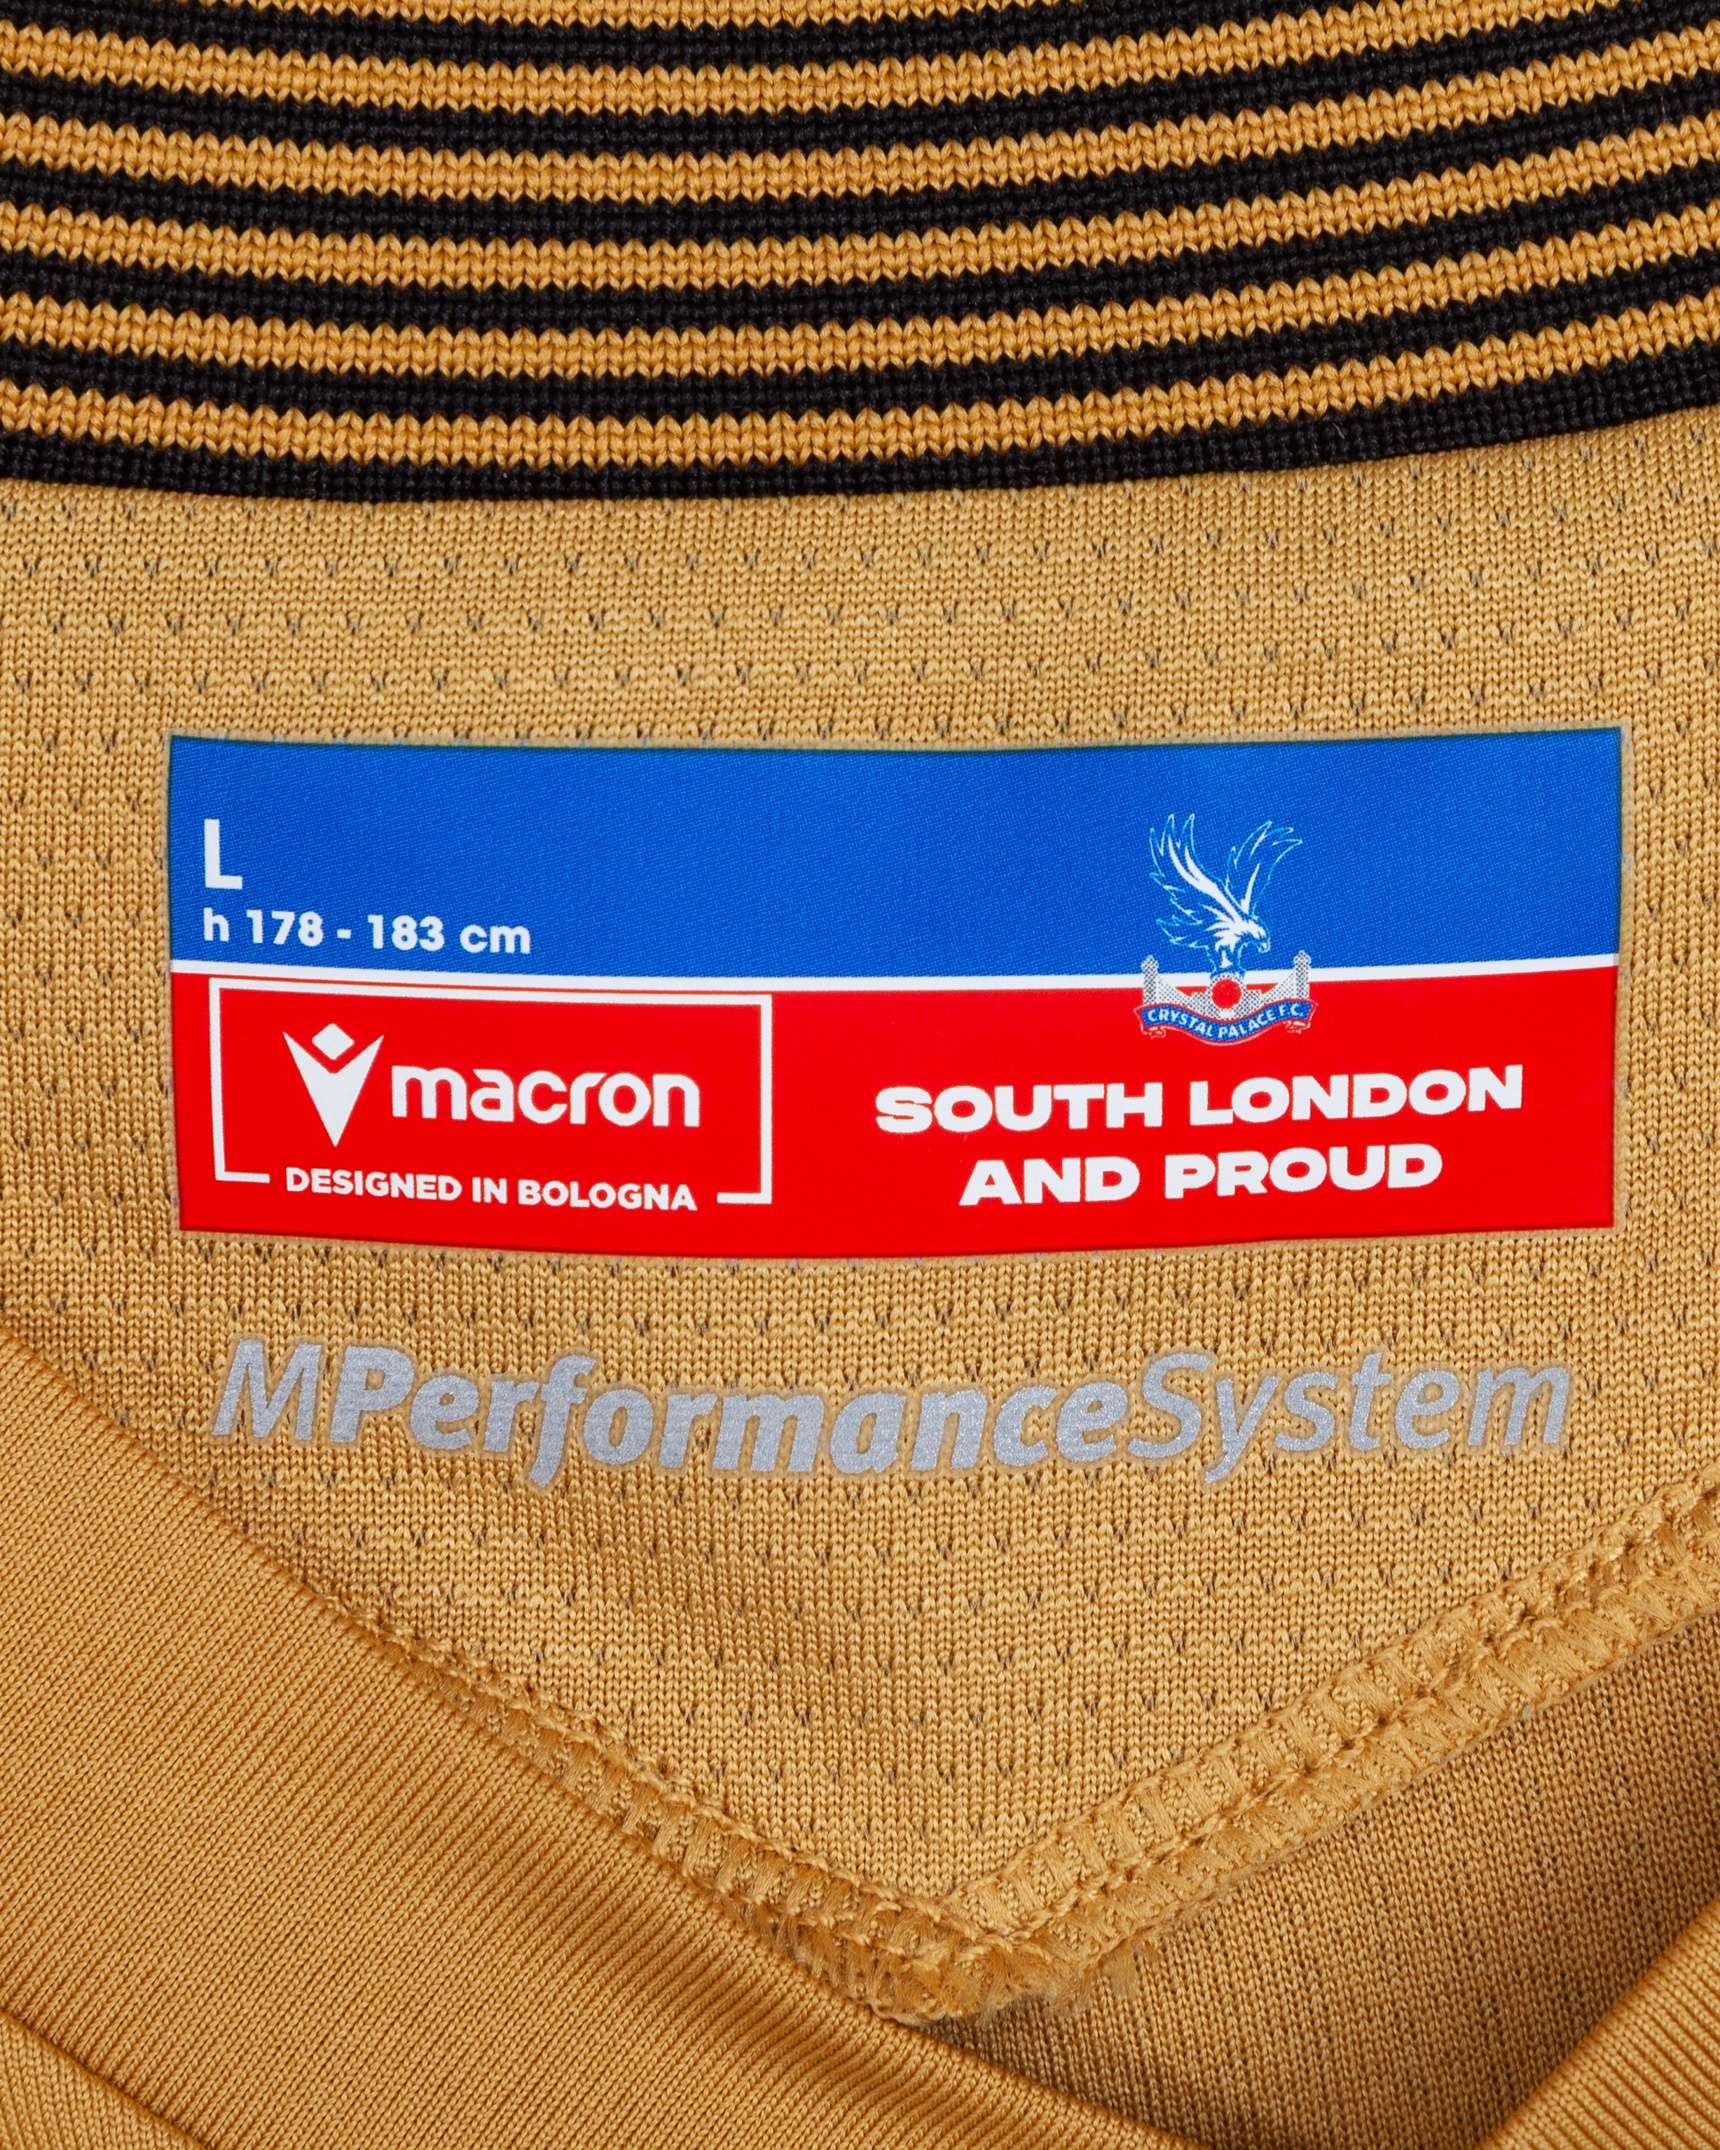 L
h 178 - 183 cm
CRYSTAL PALACE F.C.
macron
DESIGNED IN BOLOGNA
SOUTH LONDON
AND PROUD
MPerformanceSystem